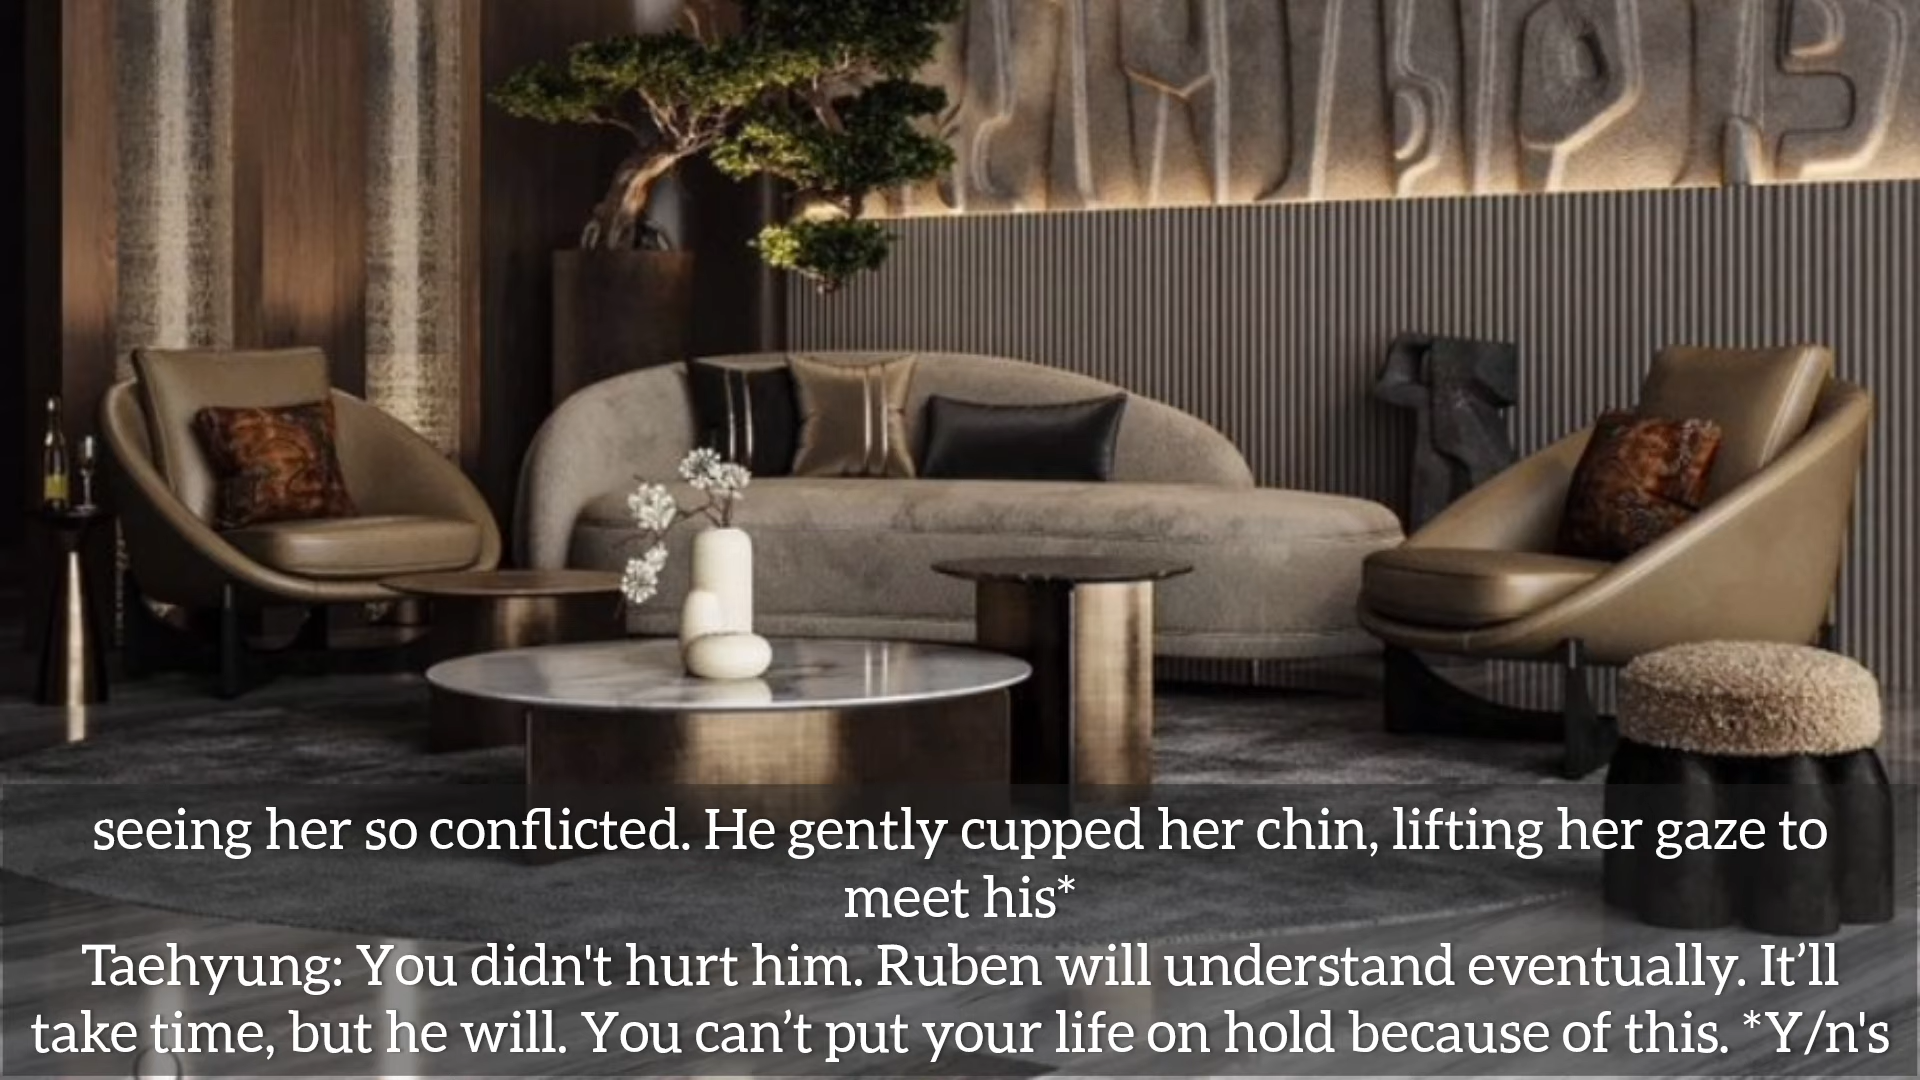 seeing her so conflicted. He gently cupped her chin, lifting her gaze to
meet his*
Taehyung: You didn't hurt him. Ruben will understand eventually. It’ll
take time, but he will. You can’t put your life on hold because of this. *Y/n's